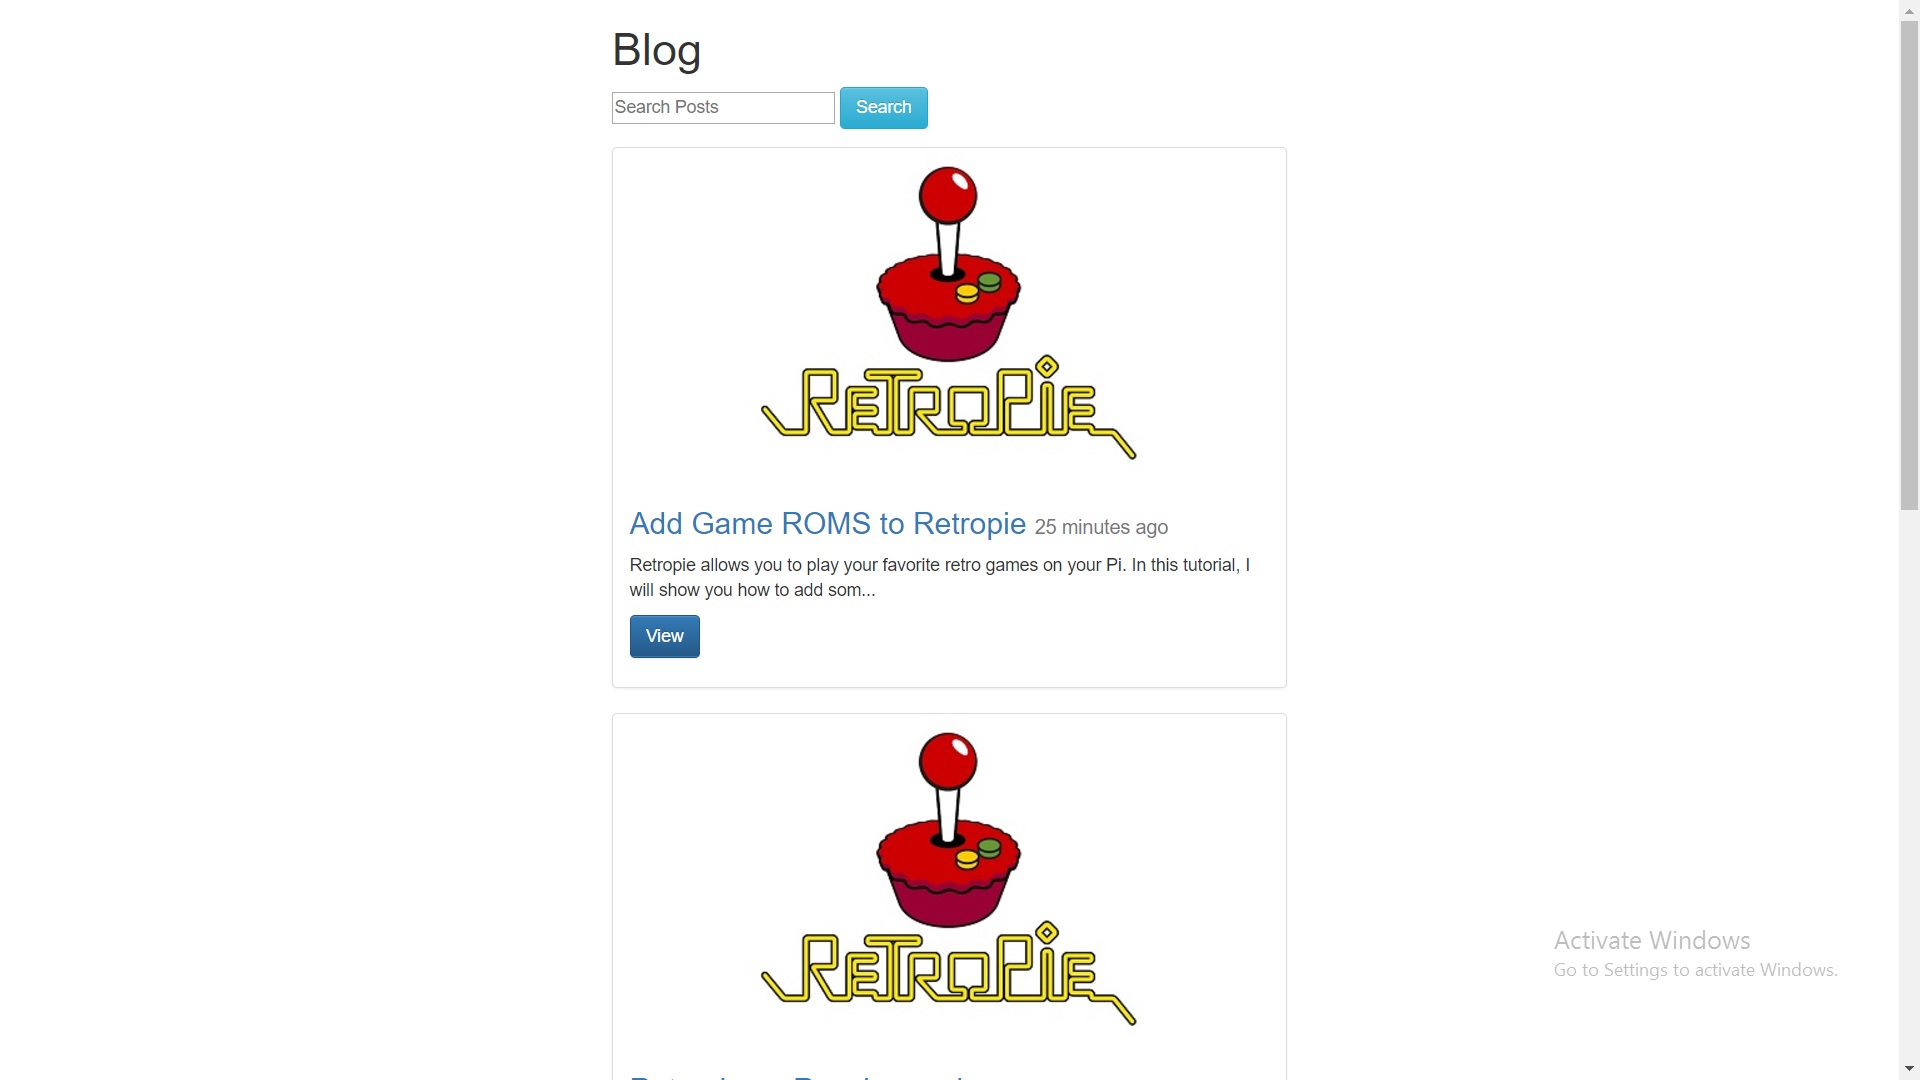 Blog
Search Posts Search
RetroPie
Add Game ROMS to Retropie 25 minutes ago
Retropie allows you to play your favorite retro games on your Pi. In this tutorial, I
will show you how to add som...
View
RetroPie
Activate Windows
Go to Settings to activate Windows.